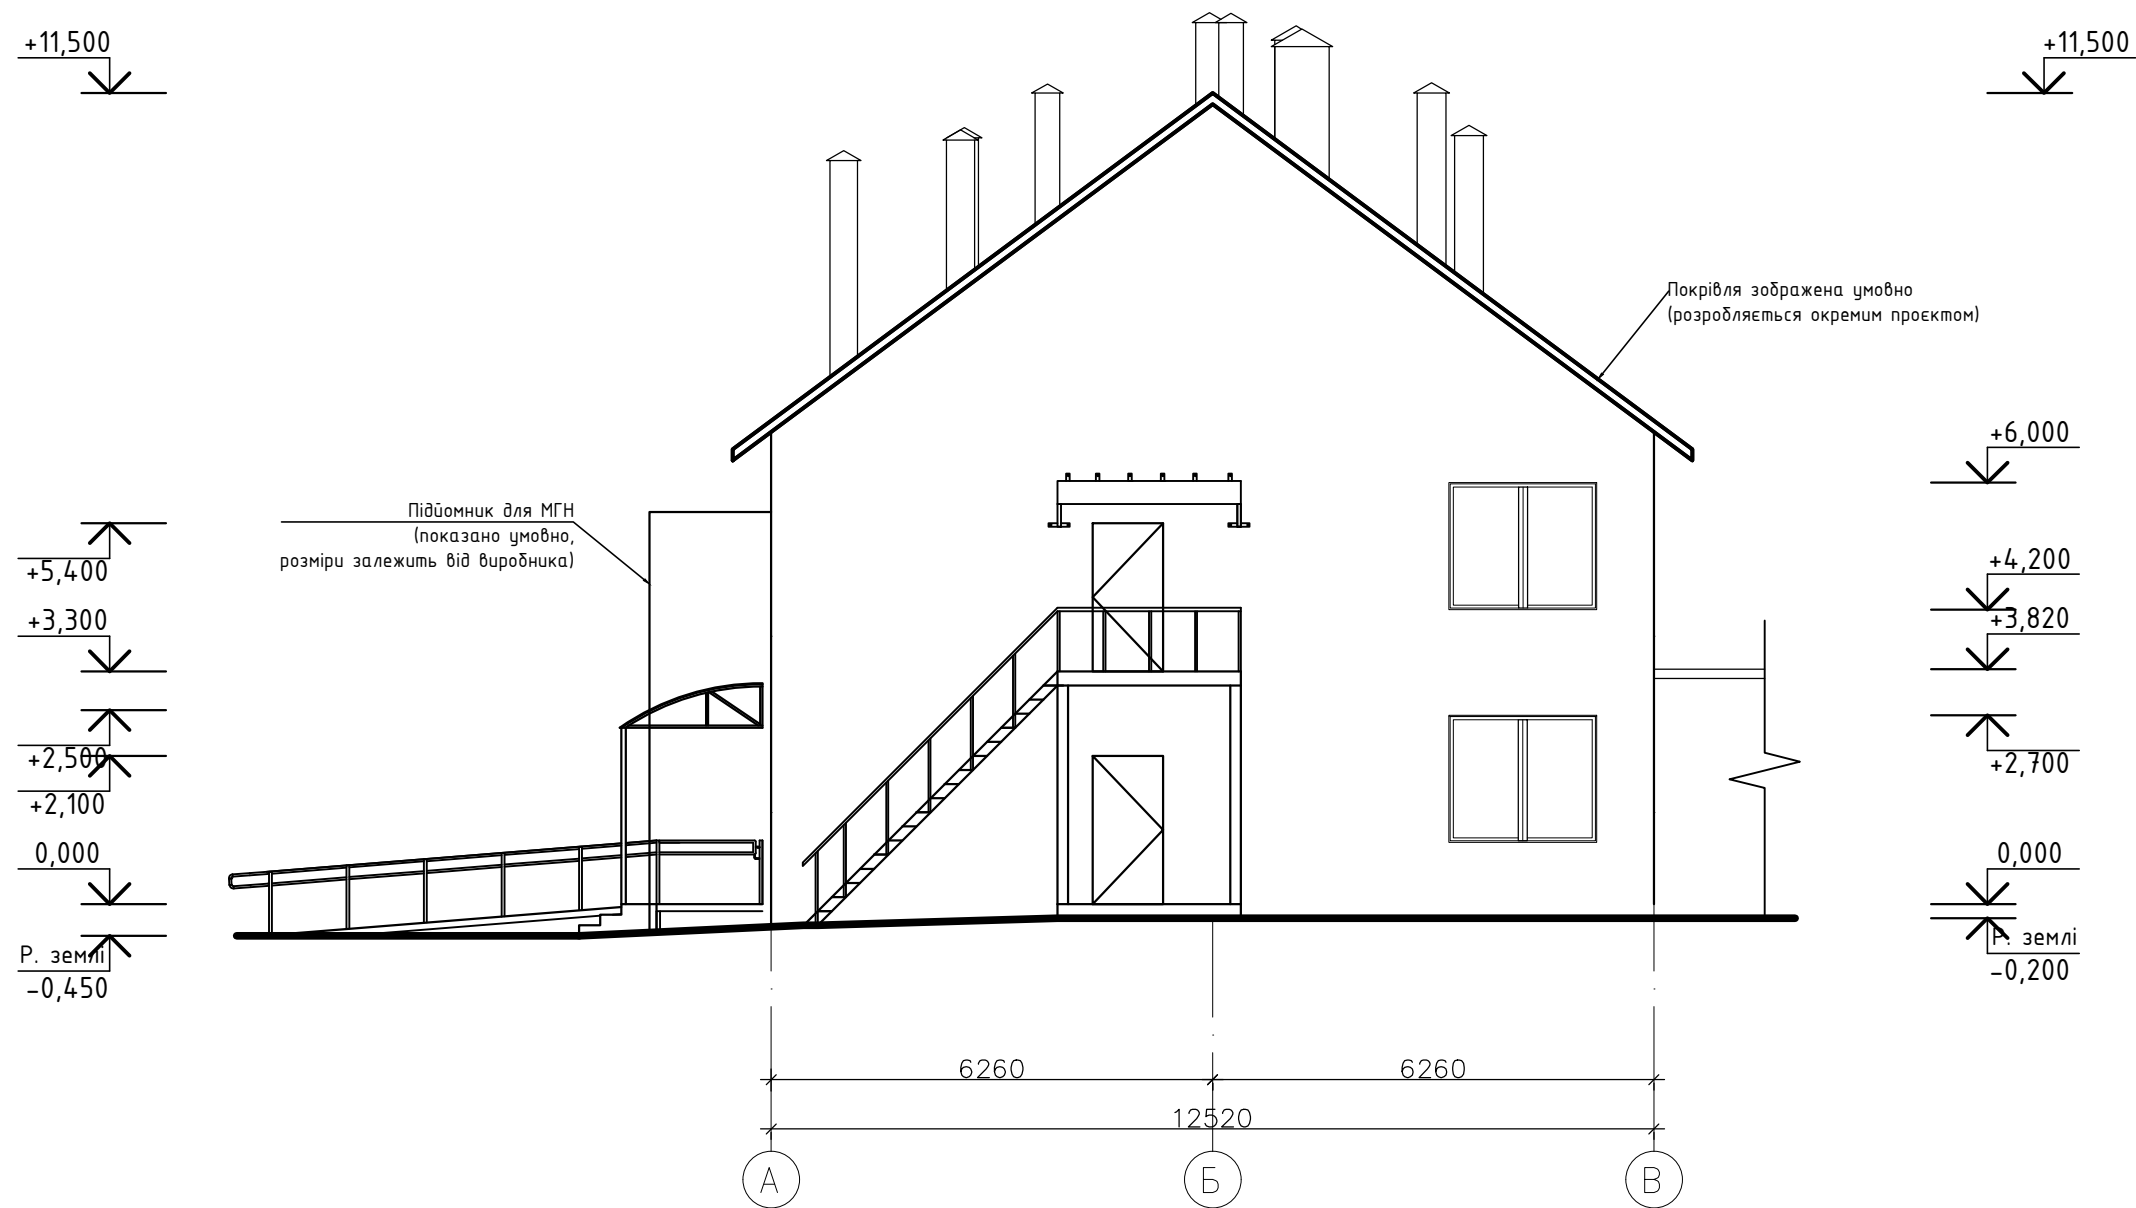 +11,500
+11,500
Покрівля зображена умовно
(розробляється окремим проєктом)
+6,000
Підйомник для МГН
(показано умовно,
розміри залежить від виробника)
+5,400
+4,200
+3,300
+3,820
+2,500
+2,700
+2,100
0,000
0,000
Р. землі
-0,450
Р. землі
-0,200
6260
6260
12520
А
Б
В